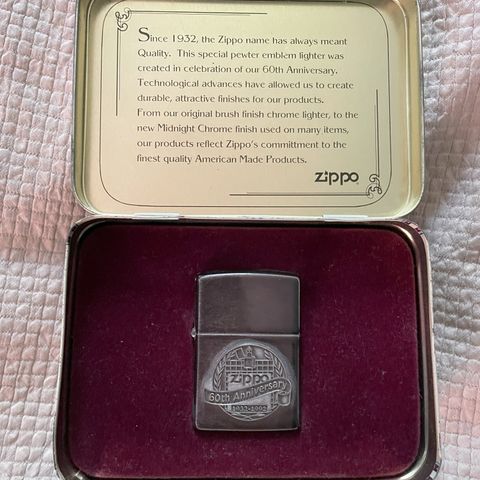 Since 1932, the Zippo name has always meant
Quality. This special pewter emblem lighter was
created in celebration of our 60th Anniversary.
Technological advances have allowed us to create
durable, attractive finishes for our products.
From our original brush finish chrome lighter, to the
new Midnight Chrome finish used on many items,
our products reflect Zippo's commitment to the
finest quality American Made Products.
zippo
zippo
60th Anniversary
1932-1992